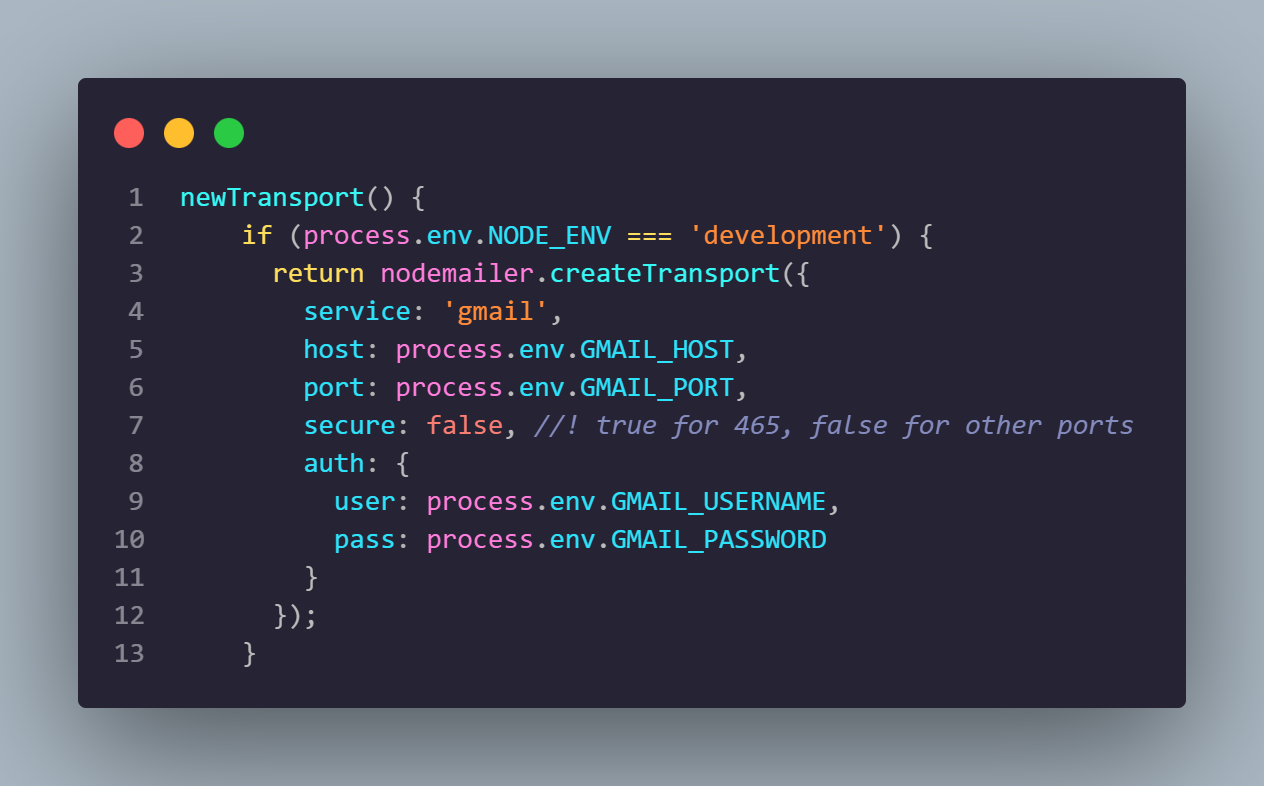 1 newTransport() {
2     if (process.env.NODE_ENV === 'development') {
3       return nodemailer.createTransport({
4         service: 'gmail',
5         host: process.env.GMAIL_HOST,
6         port: process.env.GMAIL_PORT,
7         secure: false, //! true for 465, false for other ports
8         auth: {
9           user: process.env.GMAIL_USERNAME,
10           pass: process.env.GMAIL_PASSWORD
11         }
12       });
13     }